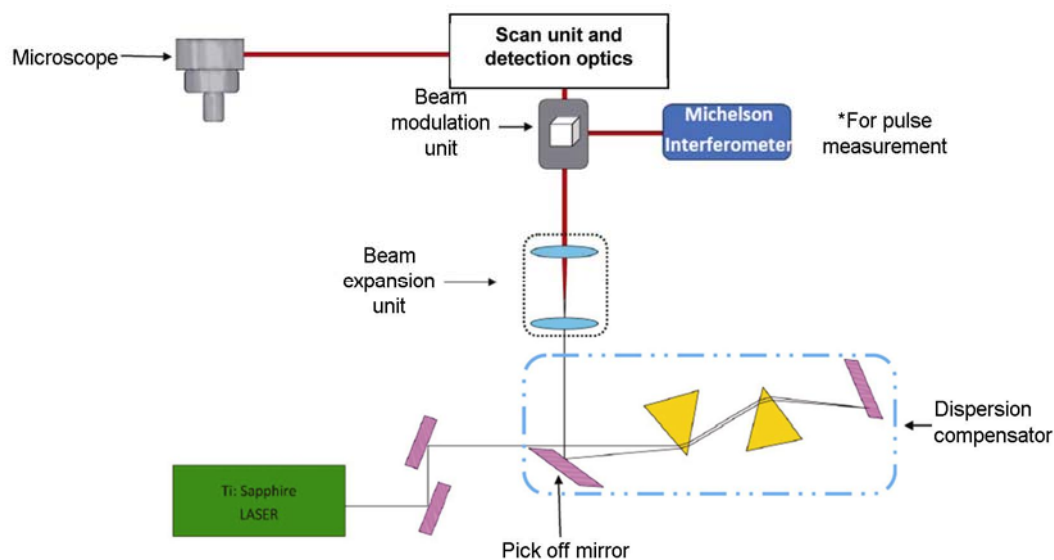 Scan unit and
detection optics
Microscope
Beam
modulation
unit
Michelson
Interferometer
*For pulse
measurement
Beam
expansion
unit
Dispersion
compensator
Ti: Sapphire
LASER
Pick off mirror